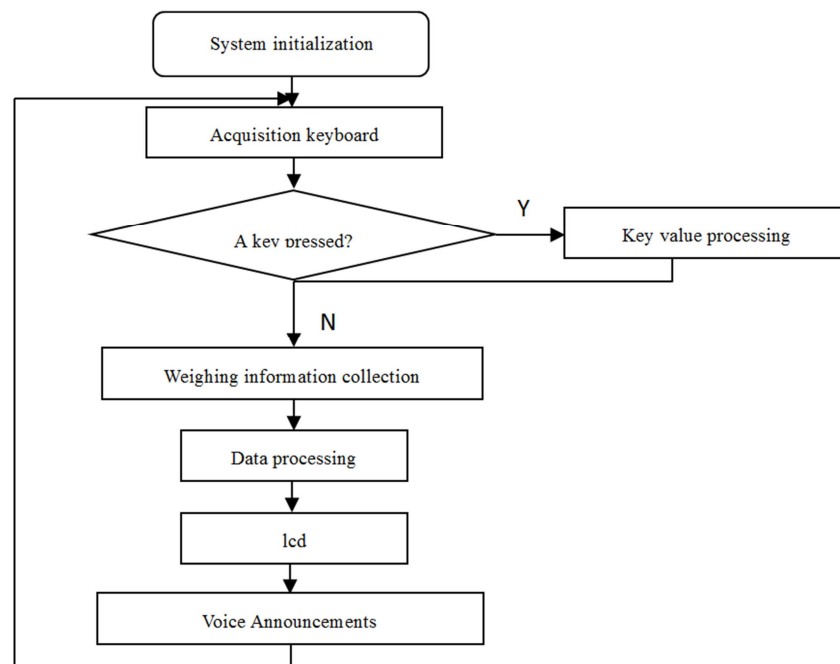 System initialization
Acquisition keyboard
A key pressed?
Y
Key value processing
N
Weighing information collection
Data processing
lcd
Voice Announcements